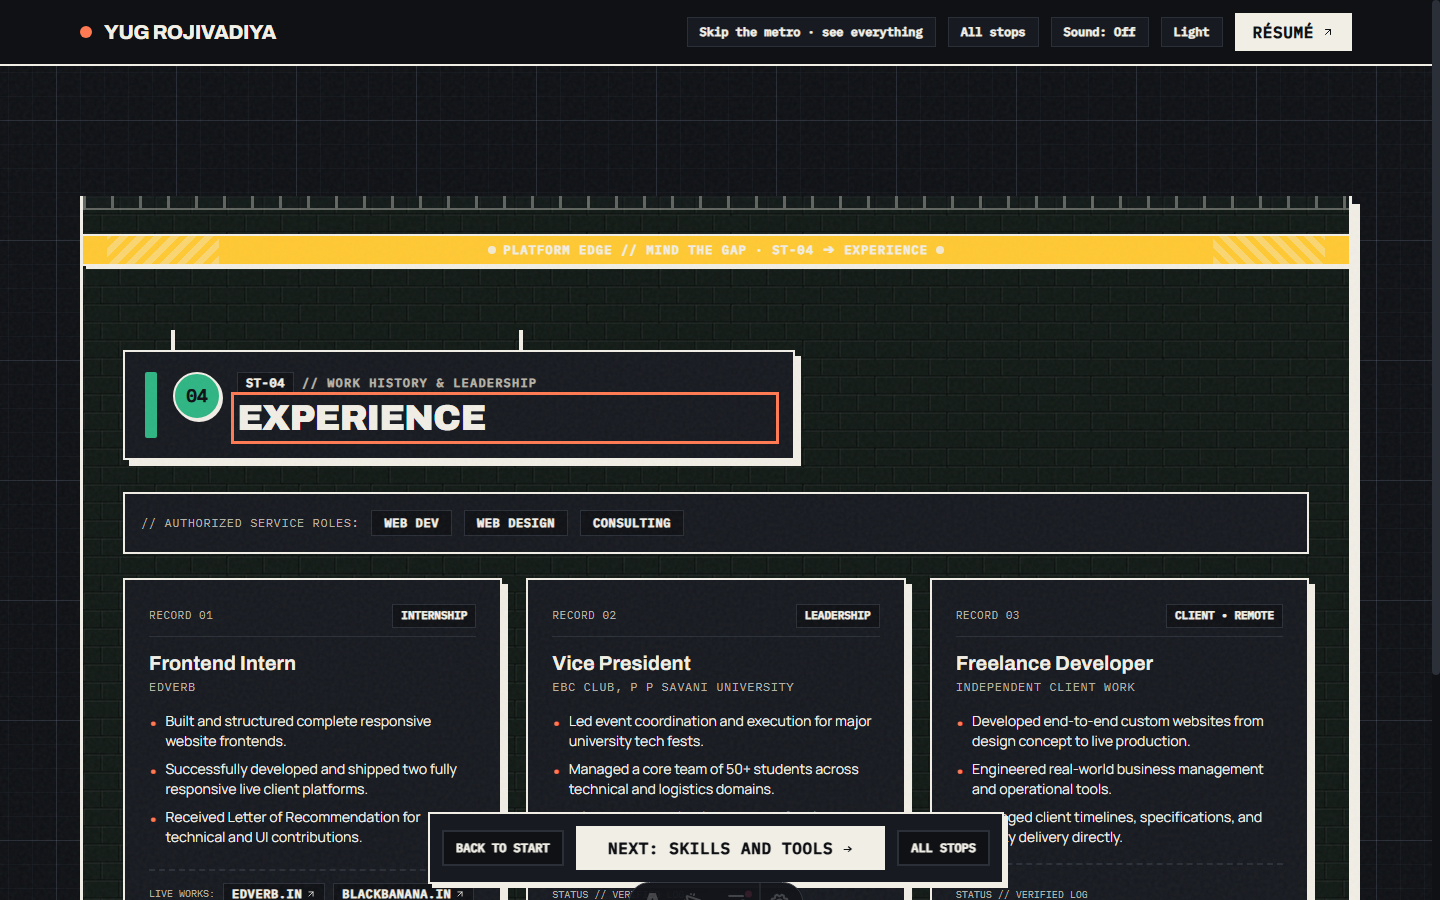 YUG ROJIVADIYA
Skip the metro · see everything
All stops
Sound: Off
Light
RÉSUMÉ ↗
PLATFORM EDGE // MIND THE GAP · ST-04 ➔ EXPERIENCE
04
ST-04 // WORK HISTORY & LEADERSHIP
EXPERIENCE
// AUTHORIZED SERVICE ROLES: WEB DEV WEB DESIGN CONSULTING
RECORD 01 INTERNSHIP
Frontend Intern
EDVERB
• Built and structured complete responsive
website frontends.
• Successfully developed and shipped two fully
responsive live client platforms.
• Received Letter of Recommendation for
technical and UI contributions.
LIVE WORKS: EDVERB.IN ↗ BLACKBANANA.IN ↗
RECORD 02 LEADERSHIP
Vice President
EBC CLUB, P P SAVANI UNIVERSITY
• Led event coordination and execution for major
university tech fests.
• Managed a core team of 50+ students across
technical and logistics domains.
STATUS //
RECORD 03 CLIENT • REMOTE
Freelance Developer
INDEPENDENT CLIENT WORK
• Developed end-to-end custom websites from
design concept to live production.
• Engineered real-world business management
and operational tools.
client timelines, specifications, and
delivery directly.
STATUS // VERIFIED LOG
BACK TO START
NEXT: SKILLS AND TOOLS →
ALL STOPS